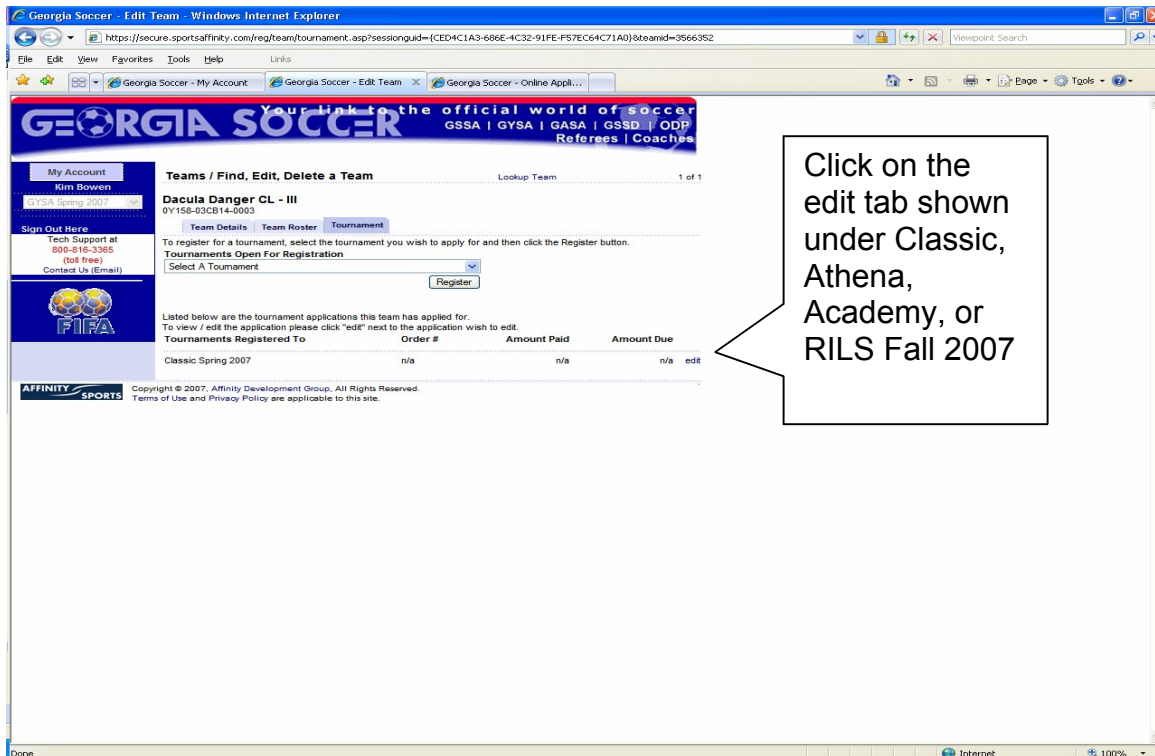 Georgia Soccer - Edit Team - Windows Internet Explorer
https://secure.sportsaffinity.com/reg/team/tournament.asp?sessionguid={CED4C1A3-686E-4C32-91FE-F57EC64C71A0}&teamid=3566352
Viewpoint Search
File Edit View Favorites Tools Help Links
Georgia Soccer - My Account Georgia Soccer - Edit Team Georgia Soccer - Online Appli...
Page Tools
GEORGIA SOCCER
Your link to the official world of soccer
GSSA | GYSA | GASA | GSSD | ODP
Referees | Coaches
My Account
Kim Bowen
GYSA Spring 2007
Sign Out Here
Tech Support at
800-816-3365
(toll free)
Contact Us (Email)
FIFA
Teams / Find, Edit, Delete a Team Lookup Team 1 of 1
Dacula Danger CL - III
0Y158-03CB14-0003
Team Details Team Roster Tournament
To register for a tournament, select the tournament you wish to apply for and then click the Register button.
Tournaments Open For Registration
Select A Tournament
Register
Listed below are the tournament applications this team has applied for.
To view / edit the application please click "edit" next to the application wish to edit.
Tournaments Registered To Order # Amount Paid Amount Due
Classic Spring 2007 n/a n/a n/a edit
AFFINITY SPORTS
Copyright © 2007, Affinity Development Group, All Rights Reserved.
Terms of Use and Privacy Policy are applicable to this site.
Click on the
edit tab shown
under Classic,
Athena,
Academy, or
RILS Fall 2007
Done Internet 100%